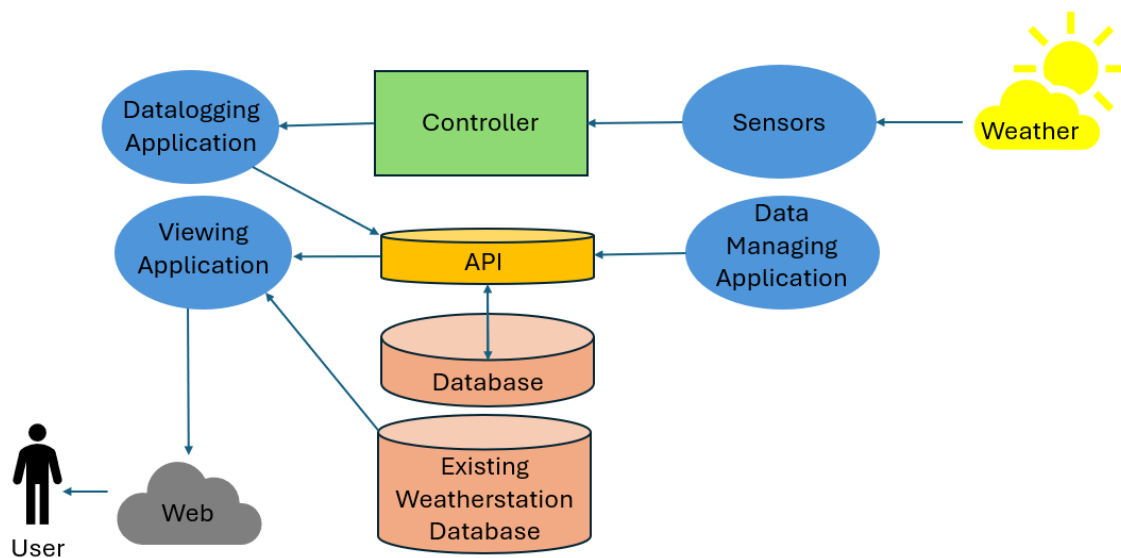 Datalogging
Application
Controller
Sensors
Weather
Viewing
Application
API
Data
Managing
Application
Database
Existing
Weatherstation
Database
Web
User